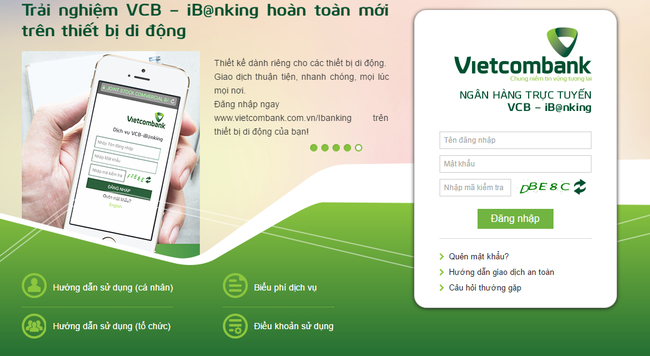 Trải nghiệm VCB – iB@nking hoàn toàn mới
trên thiết bị di động
Thiết kế dành riêng cho các thiết bị di động.
Giao dịch thuận tiện, nhanh chóng, mọi lúc
mọi nơi.
Đăng nhập ngay
www.vietcombank.com.vn/Ibanking trên
thiết bị di động của bạn!
Vietcombank
Dịch vụ VCB-iB@nking
Nhập Tên đăng nhập
Nhập Mật khẩu
Nhập mã kiểm tra
ĐĂNG NHẬP
Quên mật khẩu?
English
Vietcombank
Chung niềm tin vững tương lai
NGÂN HÀNG TRỰC TUYẾN
VCB – iB@nking
Tên đăng nhập
Mật khẩu
Nhập mã kiểm tra
DBE8C
Đăng nhập
Quên mật khẩu?
Hướng dẫn giao dịch an toàn
Câu hỏi thường gặp
Hướng dẫn sử dụng (cá nhân)
Biểu phí dịch vụ
Hướng dẫn sử dụng (tổ chức)
Điều khoản sử dụng